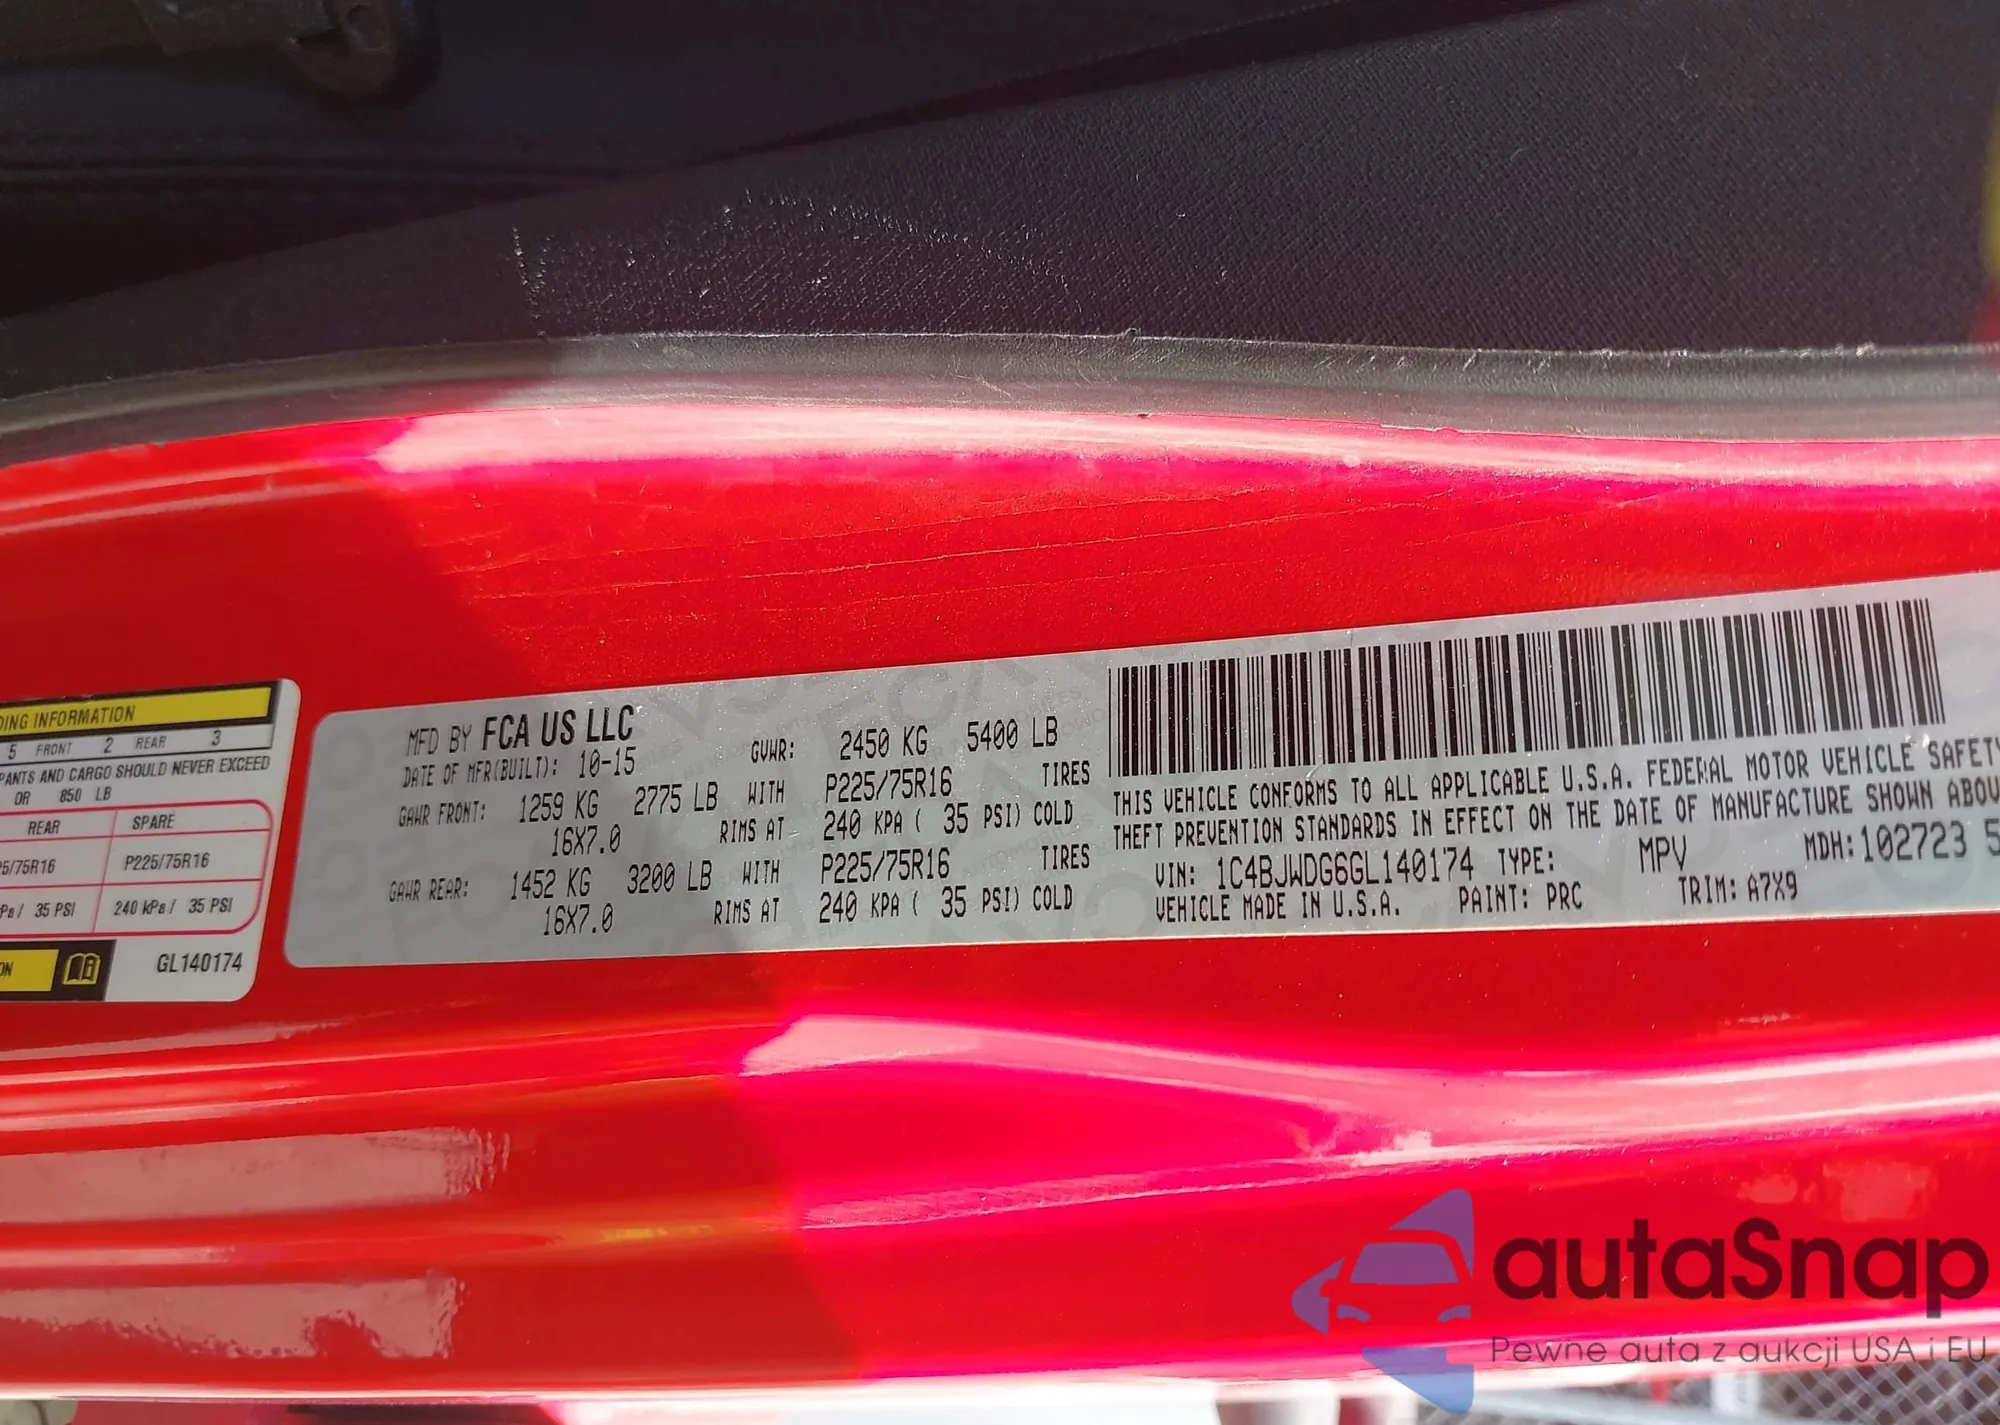 DING INFORMATION
5 FRONT 2 REAR 3
PANTS AND CARGO SHOULD NEVER EXCEED
OR 850 LB
REAR SPARE
25/75R16 P225/75R16
kPa/ 35 PSI 240 kPa/ 35 PSI
ON GL140174
MFD BY FCA US LLC
DATE OF MFR(BUILT): 10-15 GVWR: 2450 KG 5400 LB
GAWR FRONT: 1259 KG 2775 LB WITH P225/75R16 TIRES
16X7.0 RIMS AT 240 KPA ( 35 PSI) COLD
GAWR REAR: 1452 KG 3200 LB WITH P225/75R16 TIRES
16X7.0 RIMS AT 240 KPA ( 35 PSI) COLD
THIS VEHICLE CONFORMS TO ALL APPLICABLE U.S.A. FEDERAL MOTOR VEHICLE SAFETY
THEFT PREVENTION STANDARDS IN EFFECT ON THE DATE OF MANUFACTURE SHOWN ABOV
VIN: 1C4BJWDG6GL140174 TYPE: MPV MDH: 102723 5
VEHICLE MADE IN U.S.A. PAINT: PRC TRIM: A7X9
autaSnap
Pewne auta z aukcji USA i EU